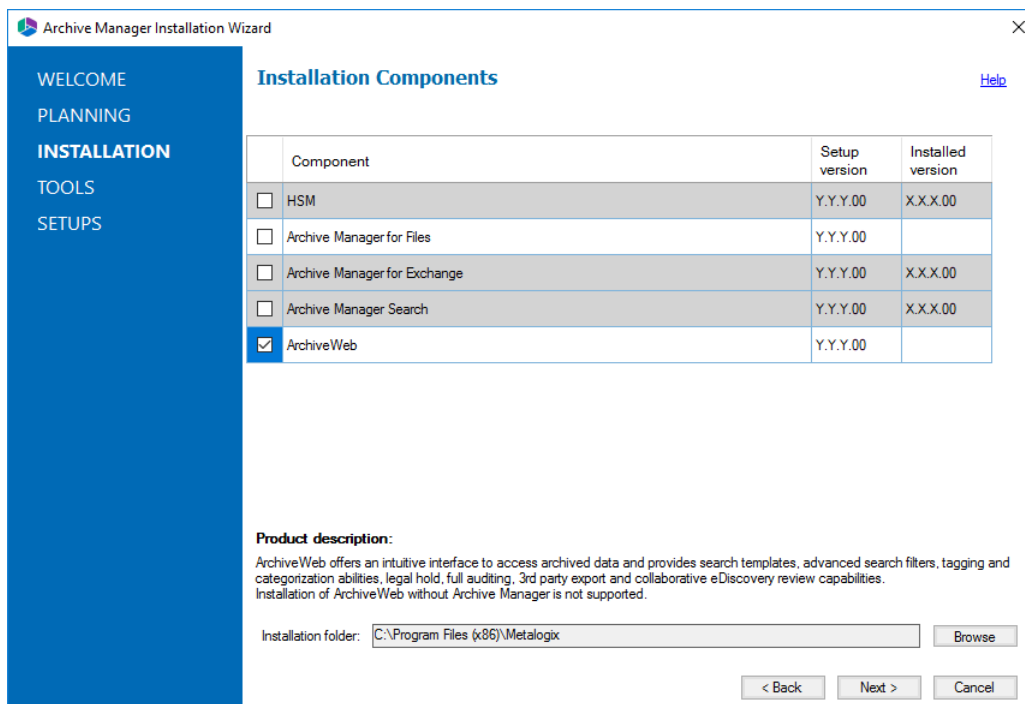 Archive Manager Installation Wizard
WELCOME
PLANNING
INSTALLATION
TOOLS
SETUPS
Installation Components
Help
Component
Setup version
Installed version
HSM Y.Y.Y.00 X.X.X.00
Archive Manager for Files Y.Y.Y.00
Archive Manager for Exchange Y.Y.Y.00 X.X.X.00
Archive Manager Search Y.Y.Y.00 X.X.X.00
ArchiveWeb Y.Y.Y.00
Product description:
ArchiveWeb offers an intuitive interface to access archived data and provides search templates, advanced search filters, tagging and
categorization abilities, legal hold, full auditing, 3rd party export and collaborative eDiscovery review capabilities.
Installation of ArchiveWeb without Archive Manager is not supported.
Installation folder: C:\Program Files (x86)\Metalogix
Browse
< Back Next > Cancel